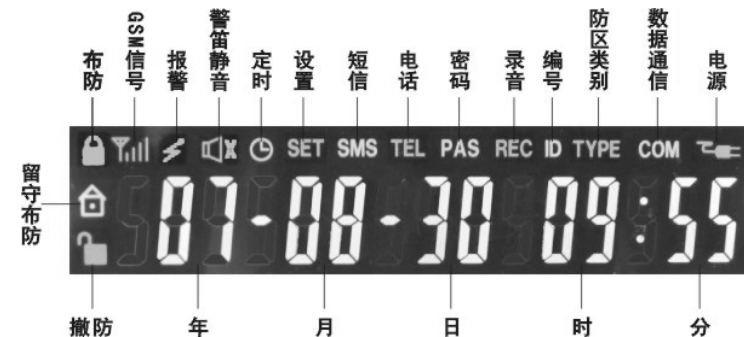 布防
GSM信号
报警
警笛静音
定时
设置
短信
电话
密码
录音
编号
防区类别
数据通信
电源
SET SMS TEL PAS REC ID TYPE COM
留守布防
07-08-30 09:55
撤防 年 月 日 时 分